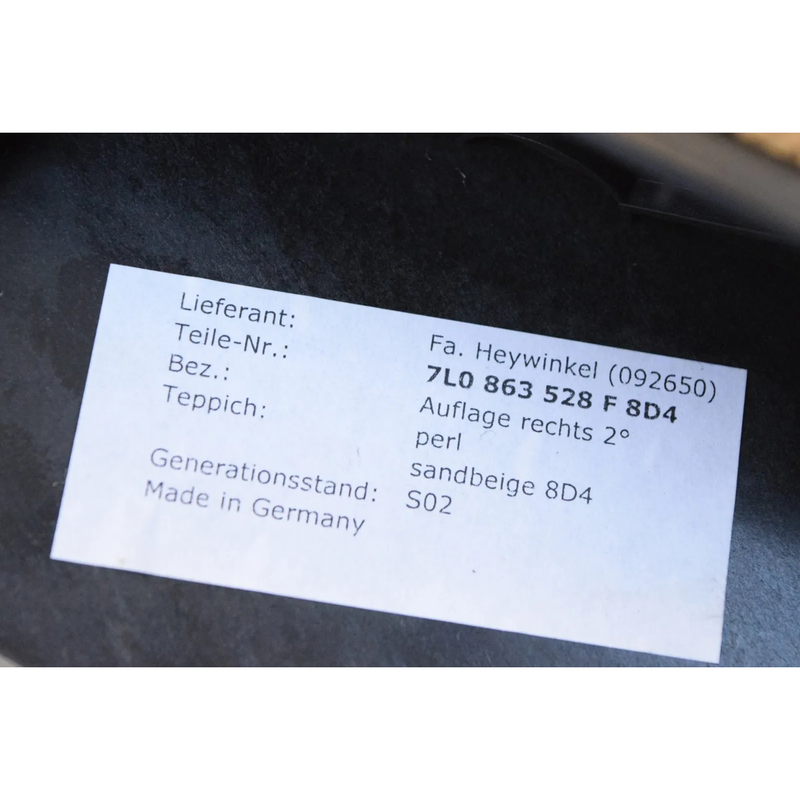 Lieferant: Fa. Heywinkel (092650)
Teile-Nr.: 7L0 863 528 F 8D4
Bez.: Auflage rechts 2°
Teppich: perl
sandbeige 8D4
Generationsstand: S02
Made in Germany